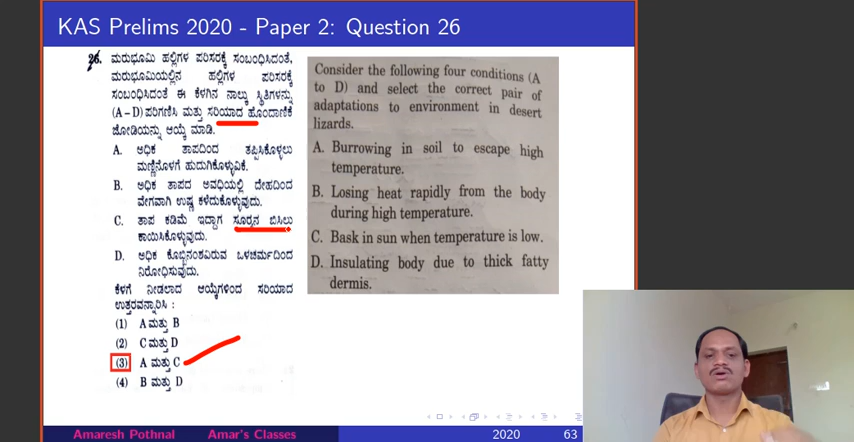 KAS Prelims 2020 - Paper 2: Question 26
26. ಮರುಭೂಮಿ ಹಲ್ಲಿಗಳ ಪರಿಸರಕ್ಕೆ ಸಂಬಂಧಿಸಿದಂತೆ,
ಮರುಭೂಮಿಯಲ್ಲಿನ ಹಲ್ಲಿಗಳ ಪರಿಸರಕ್ಕೆ
ಸಂಬಂಧಿಸಿದಂತೆ ಈ ಕೆಳಗಿನ ನಾಲ್ಕು ಸ್ಥಿತಿಗಳನ್ನು
(A – D) ಪರಿಗಣಿಸಿ ಮತ್ತು ಸರಿಯಾದ ಹೊಂದಾಣಿಕೆ
ಜೋಡಿಯನ್ನು ಆಯ್ಕೆ ಮಾಡಿ.
A. ಅಧಿಕ ತಾಪದಿಂದ ತಪ್ಪಿಸಿಕೊಳ್ಳಲು
ಮಣ್ಣಿನೊಳಗೆ ಹುದುಗಿಕೊಳ್ಳುವಿಕೆ.
B. ಅಧಿಕ ತಾಪದ ಅವಧಿಯಲ್ಲಿ ದೇಹದಿಂದ
ವೇಗವಾಗಿ ಉಷ್ಣ ಕಳೆದುಕೊಳ್ಳುವುದು.
C. ತಾಪ ಕಡಿಮೆ ಇದ್ದಾಗ ಸೂರ್‍ಯನ ಬಿಸಿಲು
ಕಾಯಿಸಿಕೊಳ್ಳುವುದು.
D. ಅಧಿಕ ಕೊಬ್ಬಿನಂಶವಿರುವ ಒಳಚರ್ಮದಿಂದ
ನಿರೋಧಿಸುವುದು.
ಕೆಳಗೆ ನೀಡಲಾದ ಆಯ್ಕೆಗಳಿಂದ ಸರಿಯಾದ
ಉತ್ತರವನ್ನಾರಿಸಿ :
(1) A ಮತ್ತು B
(2) C ಮತ್ತು D
(3) A ಮತ್ತು C
(4) B ಮತ್ತು D
Consider the following four conditions (A
to D) and select the correct pair of
adaptations to environment in desert
lizards.
A. Burrowing in soil to escape high
temperature.
B. Losing heat rapidly from the body
during high temperature.
C. Bask in sun when temperature is low.
D. Insulating body due to thick fatty
dermis.
Amaresh Pothnal Amar's Classes 2020 63